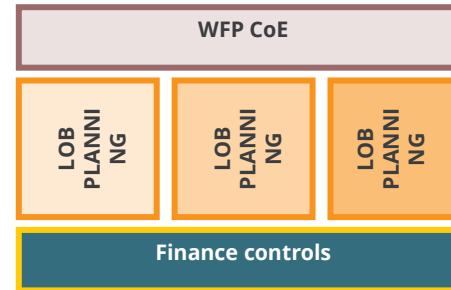 WFP CoE
LOB
PLANNI
NG
LOB
PLANNI
NG
LOB
PLANNI
NG
Finance controls